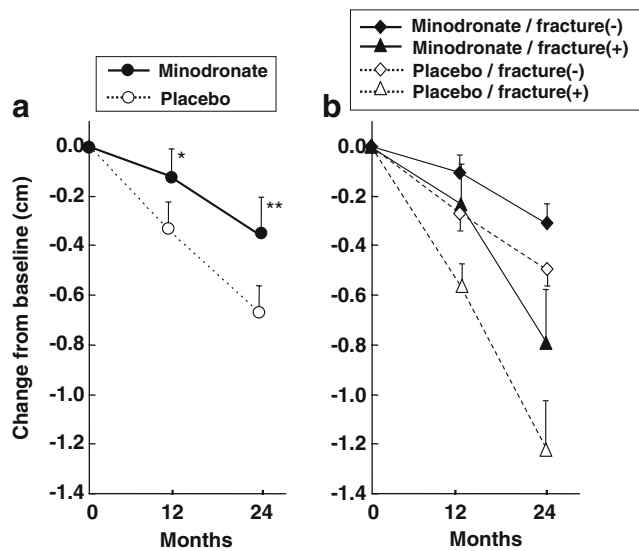 Minodronate
Placebo
Minodronate / fracture(-)
Minodronate / fracture(+)
Placebo / fracture(-)
Placebo / fracture(+)
a
b
Change from baseline (cm)
0.0
-0.2
-0.4
-0.6
-0.8
-1.0
-1.2
-1.4
*
**
0 12 24
Months
0.0
-0.2
-0.4
-0.6
-0.8
-1.0
-1.2
-1.4
0 12 24
Months